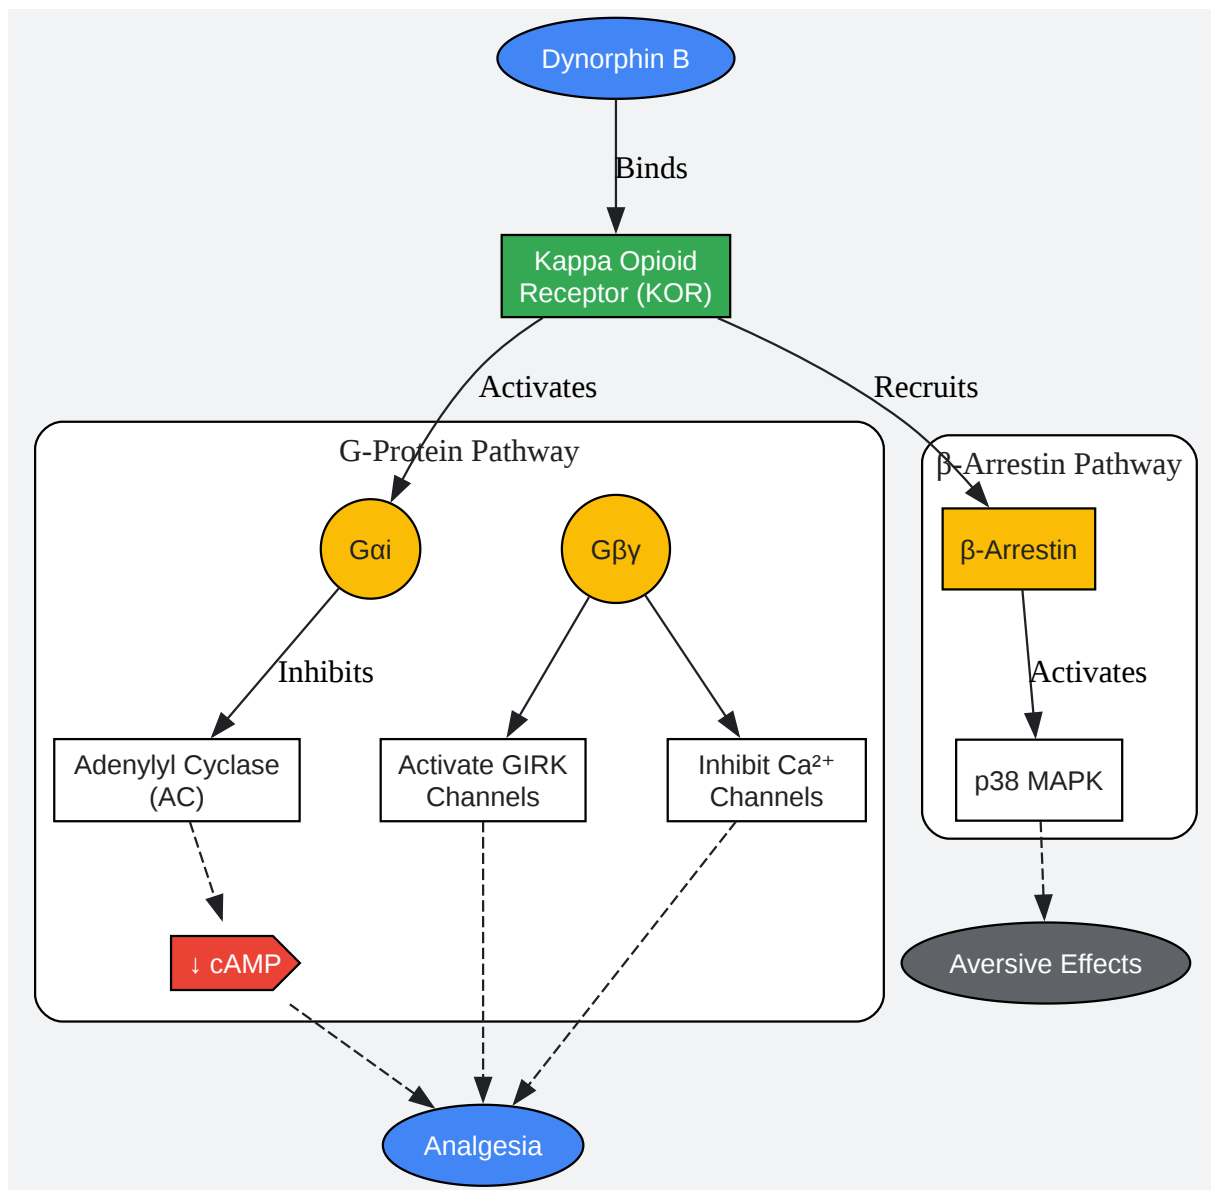 Dynorphin B
Binds
Kappa Opioid
Receptor (KOR)
Activates
Recruits
G-Protein Pathway
β-Arrestin Pathway
Gαi
Gβγ
β-Arrestin
Inhibits
Activates
Adenylyl Cyclase
(AC)
Activate GIRK
Channels
Inhibit Ca²⁺
Channels
p38 MAPK
↓ cAMP
Aversive Effects
Analgesia